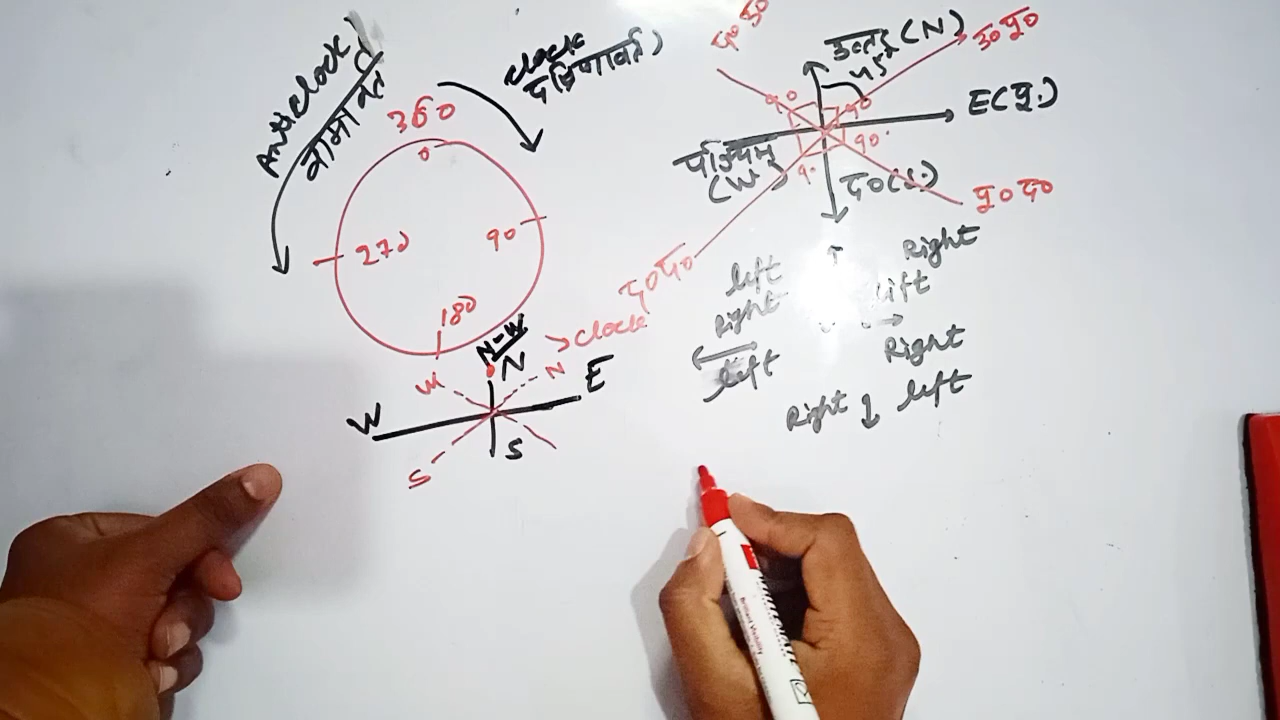 Anticlock
वामावर्त
clock
दक्षिणावर्त)
360
0
90
180
270
प० उ०
उत्तर (N)
45°
उ० पू०
E(पू.)
90
90
90
90
पश्चिम
(W)
द०(S)
पू० द०
द० प०
left
Right
Right
left
Right
left
Right
left
N-W
N
clock
W
N
E
W
S
S